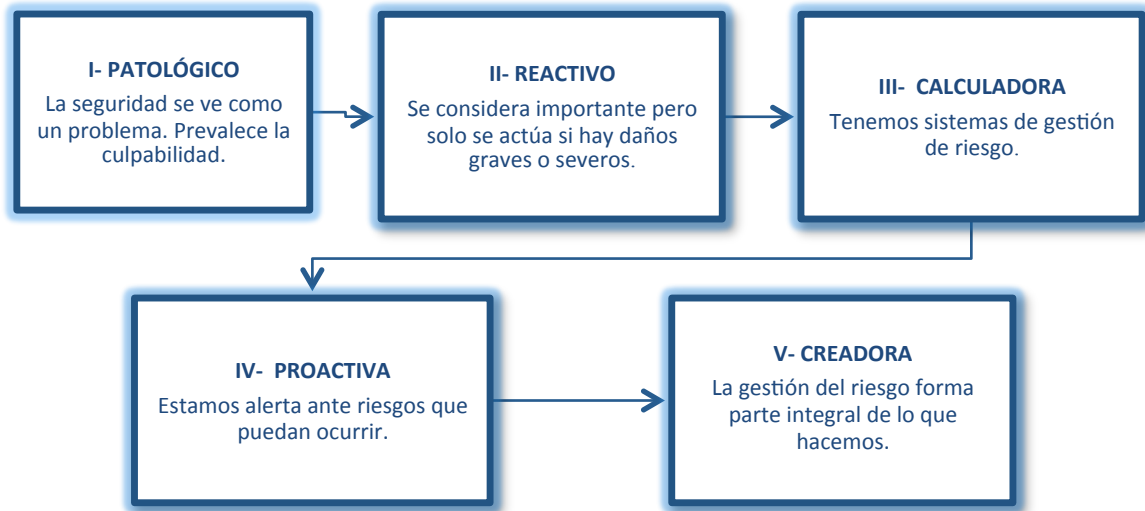 I- PATOLÓGICO
La seguridad se ve como
un problema. Prevalece la
culpabilidad.
II- REACTIVO
Se considera importante pero
solo se actúa si hay daños
graves o severos.
III- CALCULADORA
Tenemos sistemas de gestión
de riesgo.
IV- PROACTIVA
Estamos alerta ante riesgos que
puedan ocurrir.
V- CREADORA
La gestión del riesgo forma
parte integral de lo que
hacemos.